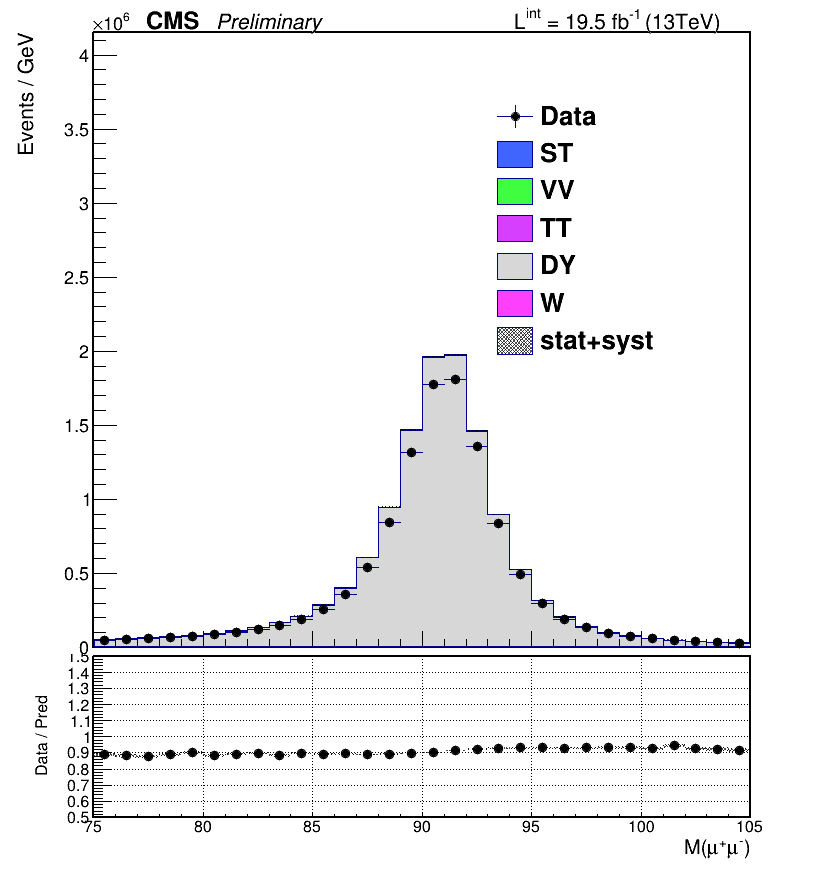 ×10⁶ CMS Preliminary L^int = 19.5 fb⁻¹ (13TeV)
Events / GeV
4
3.5
3
2.5
2
1.5
1
0.5
0
Data
ST
VV
TT
DY
W
stat+syst
Data / Pred
1.5
1.4
1.3
1.2
1.1
1
0.9
0.8
0.7
0.6
0.5
75 80 85 90 95 100 105
M(μ⁺μ⁻)